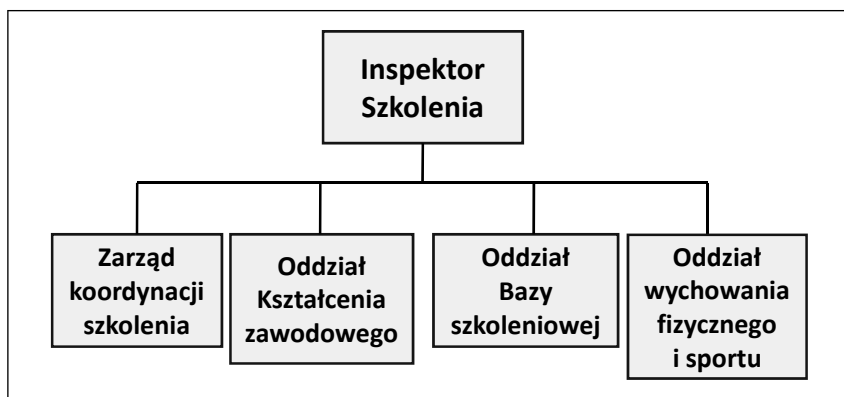 Inspektor
Szkolenia
Zarząd
koordynacji
szkolenia
Oddział
Kształcenia
zawodowego
Oddział
Bazy
szkoleniowej
Oddział
wychowania
fizycznego
i sportu